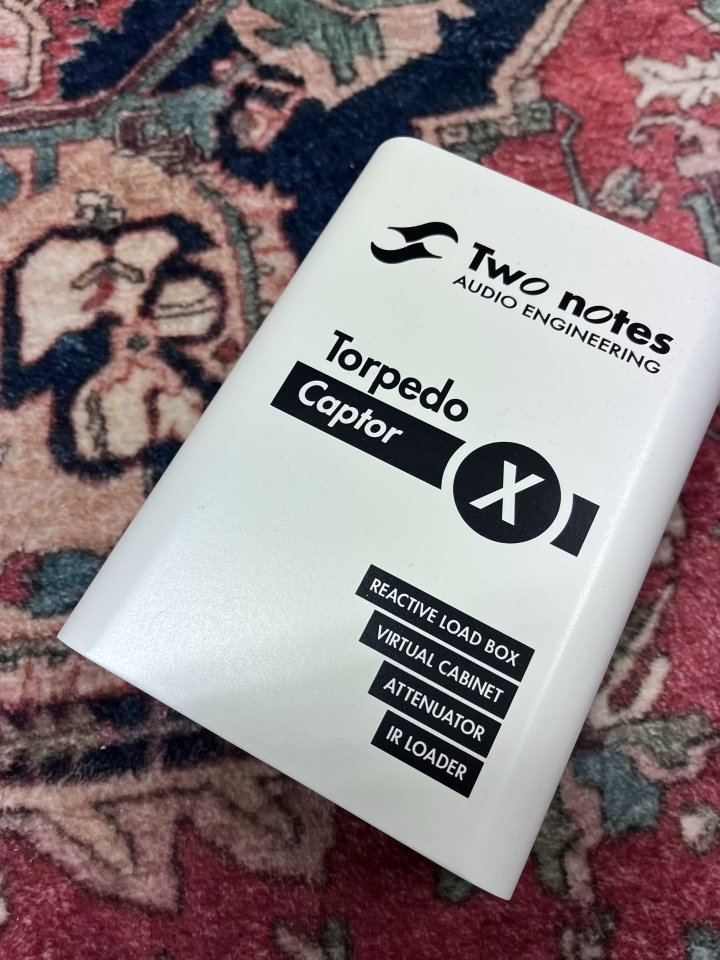 Two notes
AUDIO ENGINEERING
Torpedo
Captor X
REACTIVE LOAD BOX
VIRTUAL CABINET
ATTENUATOR
IR LOADER